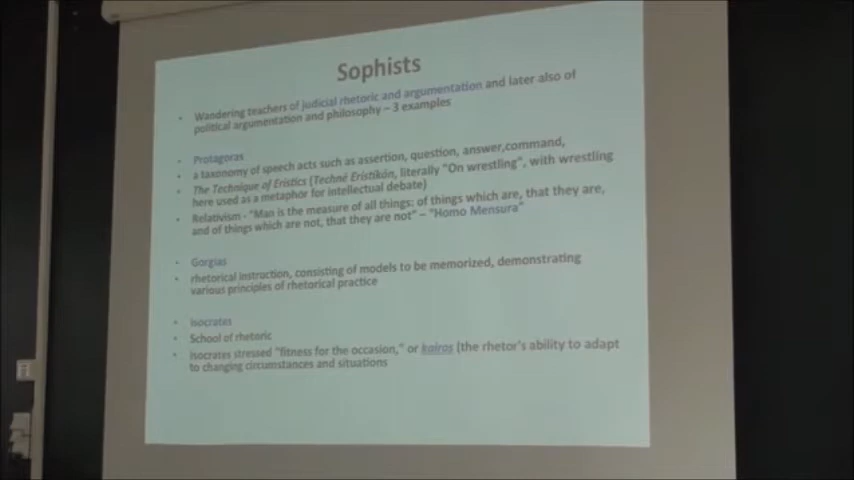 Sophists
• Wandering teachers of judicial rhetoric and argumentation and later also of
political argumentation and philosophy – 3 examples
• Protagoras
• a taxonomy of speech acts such as assertion, question, answer,command,
• The Technique of Eristics (Techné Eristikôn, literally "On wrestling", with wrestling
here used as a metaphor for intellectual debate)
• Relativism - "Man is the measure of all things: of things which are, that they are,
and of things which are not, that they are not" – "Homo Mensura"
• Gorgias
• rhetorical instruction, consisting of models to be memorized, demonstrating
various principles of rhetorical practice
• Isocrates
• School of rhetoric
• Isocrates stressed "fitness for the occasion," or kairos (the rhetor's ability to adapt
to changing circumstances and situations